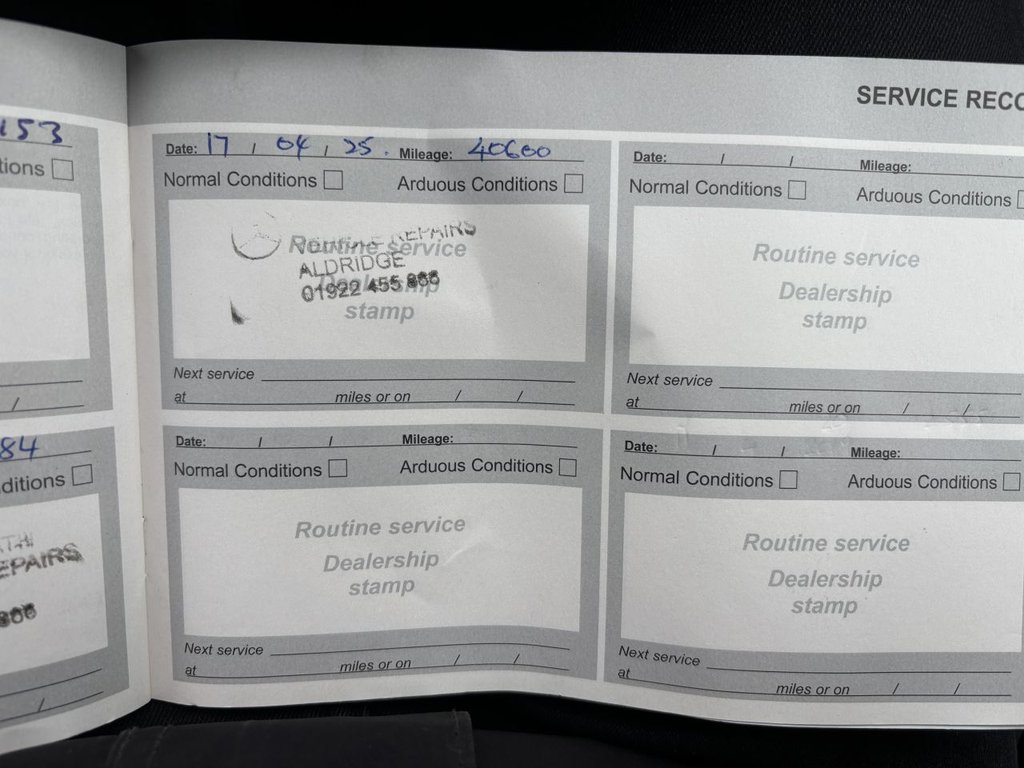 SERVICE RECO
153
tions
84
ditions
EPAIRS
Date: 17 / 04 / 25. Mileage: 40600
Normal Conditions Arduous Conditions
REPAIRS
Routine service
ALDRIDGE
01922 455
Dealership
stamp
Next service
at miles or on / /
Date: / / Mileage:
Normal Conditions Arduous Conditions
Routine service
Dealership
stamp
Next service
at miles or on / /
Date: / / Mileage:
Normal Conditions Arduous Conditions
Routine service
Dealership
stamp
Next service
at miles or on / /
Date: / / Mileage:
Normal Conditions Arduous Conditions
Routine service
Dealership
stamp
Next service
at miles or on / /